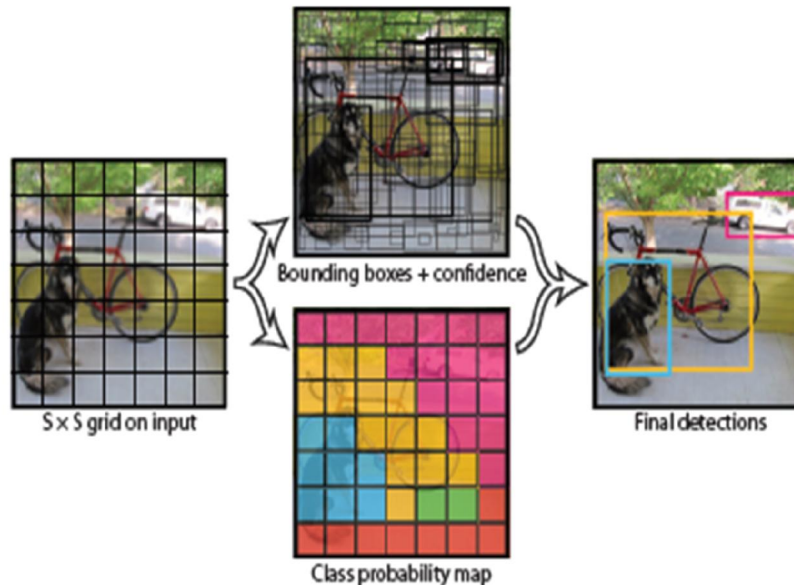 Bounding boxes + confidence
S × S grid on input
Final detections
Class probability map